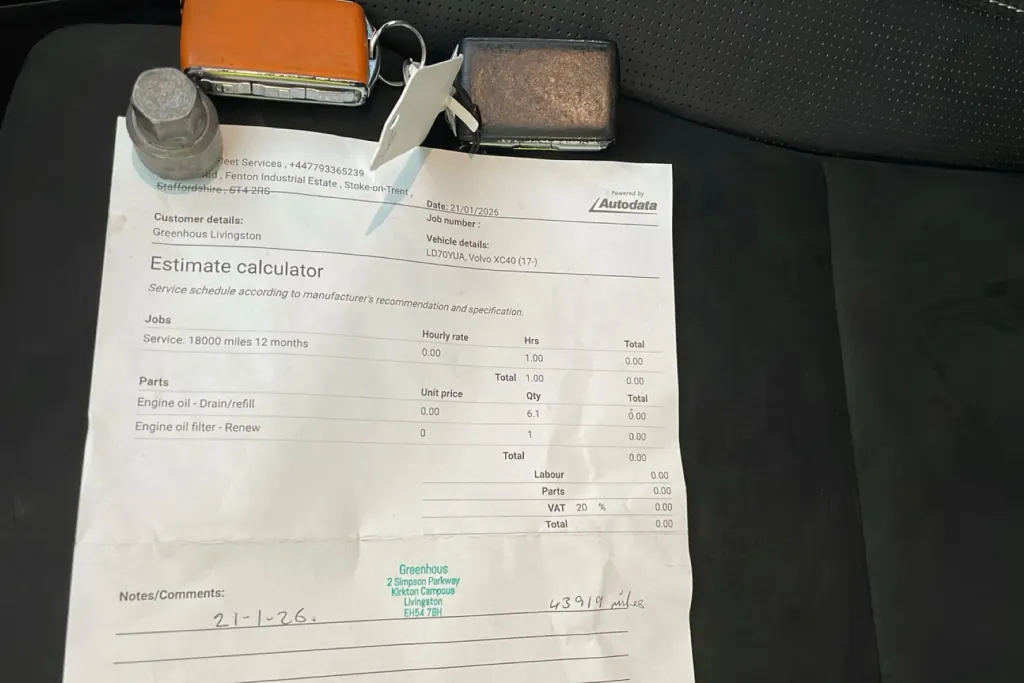 leet Services , +447793365239
, Fenton Industrial Estate , Stoke-on-Trent ,
Staffordshire , ST4 2RS
Date: 21/01/2026
Job number :
Powered by
Autodata
Customer details:
Greenhous Livingston
Vehicle details:
LD70YUA, Volvo XC40 (17-)
Estimate calculator
Service schedule according to manufacturer's recommendation and specification.
Jobs Hourly rate Hrs Total
Service: 18000 miles 12 months 0.00 1.00 0.00
Total 1.00 0.00
Parts Unit price Qty Total
Engine oil - Drain/refill 0.00 6.1 0.00
Engine oil filter - Renew 0 1 0.00
Total 0.00
Labour 0.00
Parts 0.00
VAT 20 % 0.00
Total 0.00
Notes/Comments:
Greenhous
2 Simpson Parkway
Kirkton Campous
Livingston
EH54 7BH
21-1-26.
43919 miles